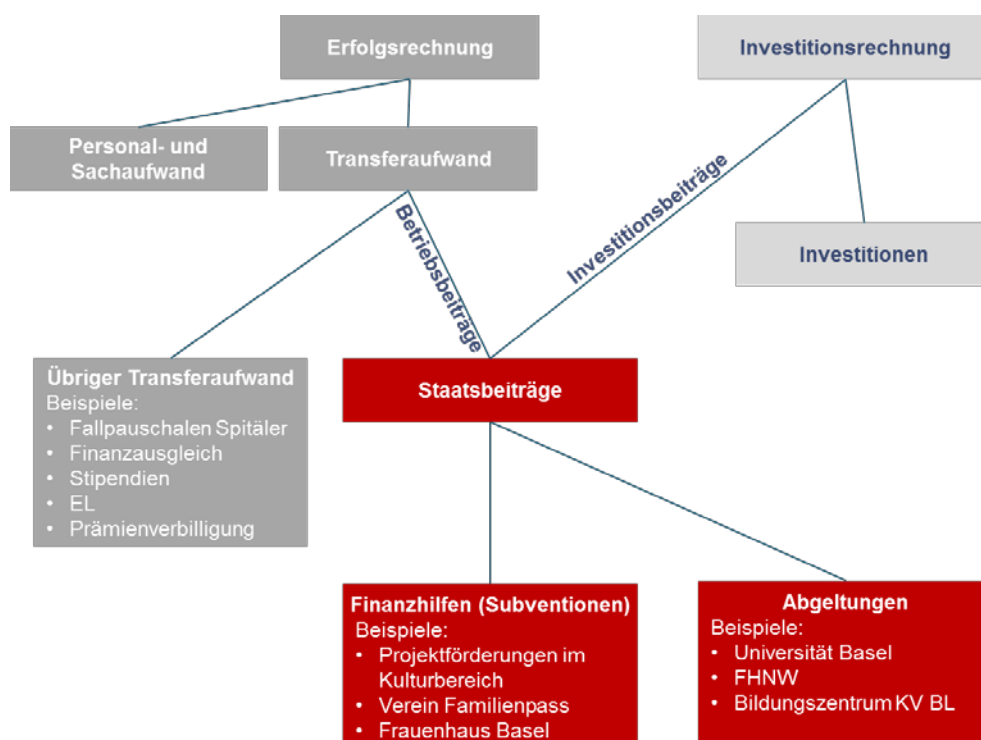 Erfolgsrechnung
Investitionsrechnung
Personal- und
Sachaufwand
Transferaufwand
Betriebsbeiträge
Investitionsbeiträge
Investitionen
Übriger Transferaufwand
Beispiele:
• Fallpauschalen Spitäler
• Finanzausgleich
• Stipendien
• EL
• Prämienverbilligung
Staatsbeiträge
Finanzhilfen (Subventionen)
Beispiele:
• Projektförderungen im
Kulturbereich
• Verein Familienpass
• Frauenhaus Basel
Abgeltungen
Beispiele:
• Universität Basel
• FHNW
• Bildungszentrum KV BL